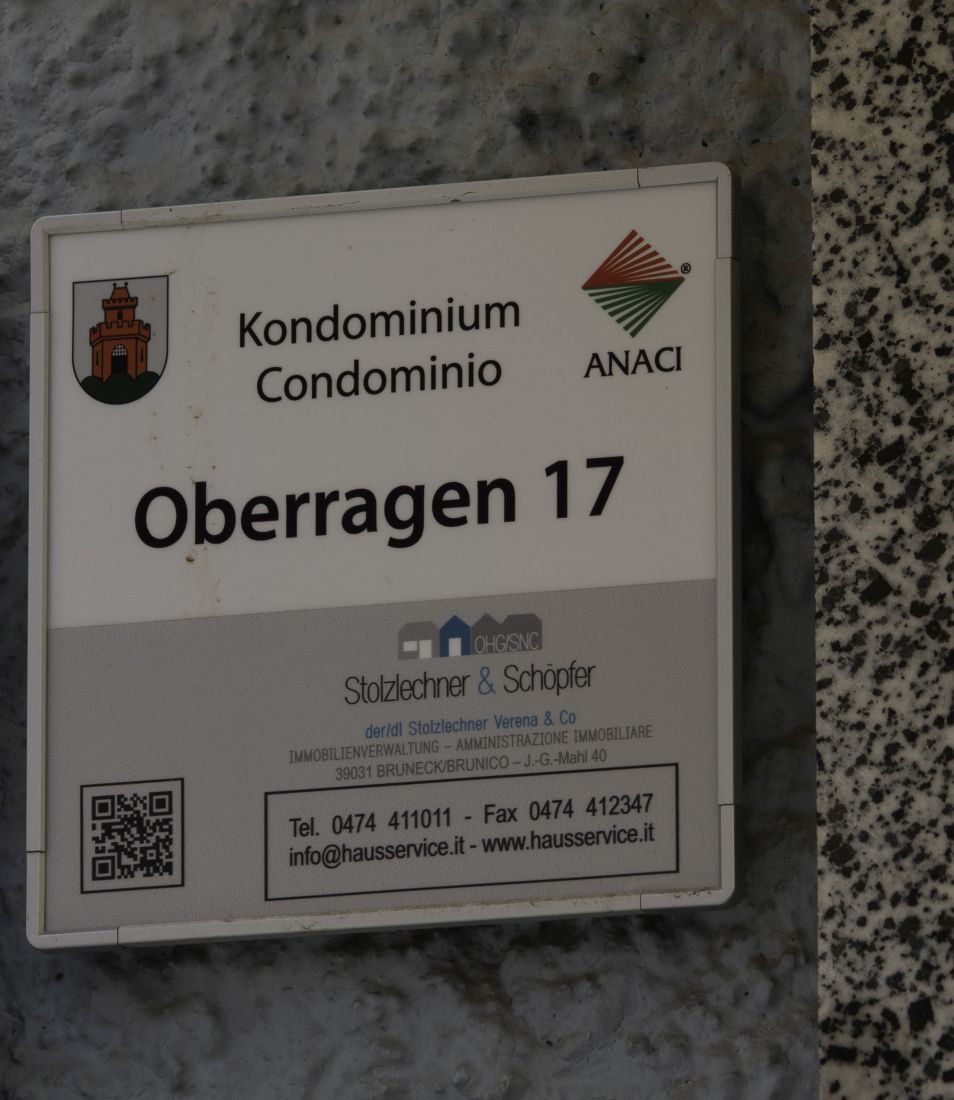 Kondominium
Condominio
®
ANACI
Oberragen 17
OHG/SNC
Stolzlechner & Schöpfer
der/di Stolzlechner Verena & Co
IMMOBILIENVERWALTUNG – AMMINISTRAZIONE IMMOBILIARE
39031 BRUNECK/BRUNICO – J.-G.-Mahl 40
Tel. 0474 411011 - Fax 0474 412347
info@hausservice.it - www.hausservice.it